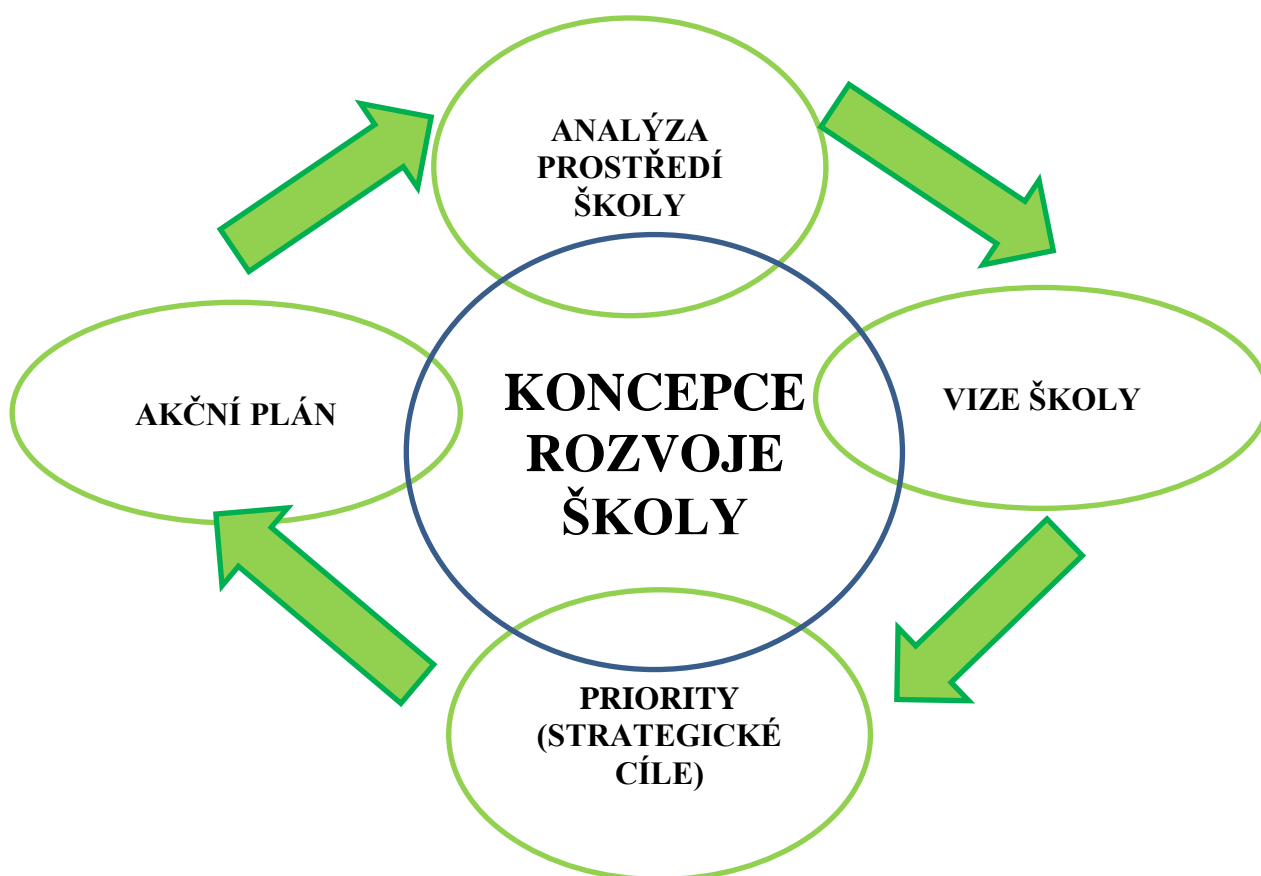 ANALÝZA
PROSTŘEDÍ
ŠKOLY
VIZE ŠKOLY
KONCEPCE
ROZVOJE
ŠKOLY
AKČNÍ PLÁN
PRIORITY
(STRATEGICKÉ
CÍLE)